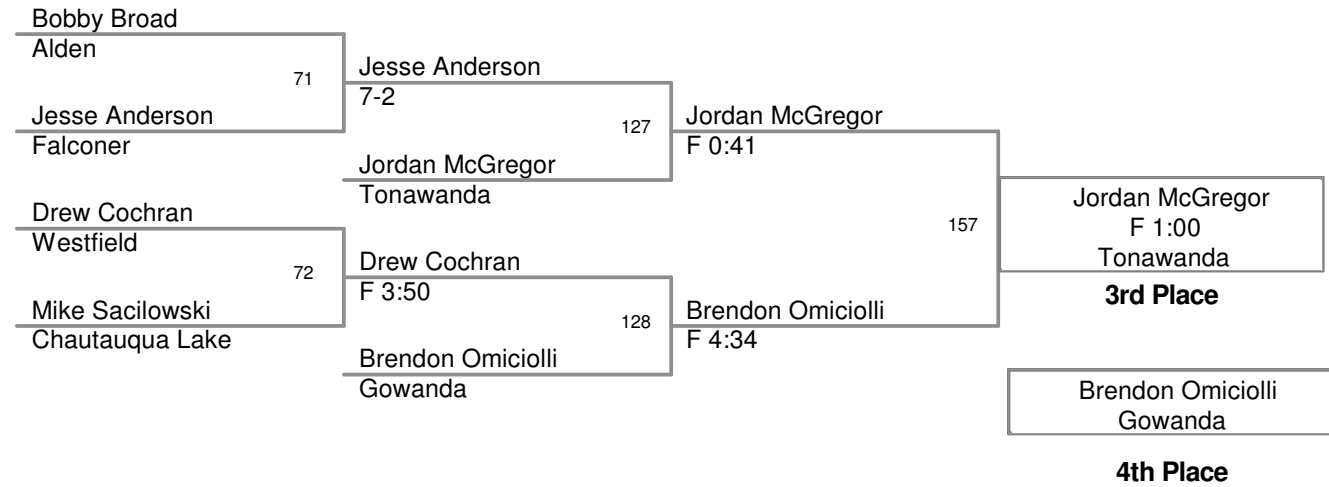 Bobby Broad
Alden
71
Jesse Anderson
Falconer
Jesse Anderson
7-2
127
Jordan McGregor
Tonawanda
Drew Cochran
Westfield
72
Mike Sacilowski
Chautauqua Lake
Drew Cochran
F 3:50
128
Brendon Omiciolli
Gowanda
Jordan McGregor
F 0:41
157
Brendon Omiciolli
F 4:34
Jordan McGregor
F 1:00
Tonawanda
3rd Place
Brendon Omiciolli
Gowanda
4th Place